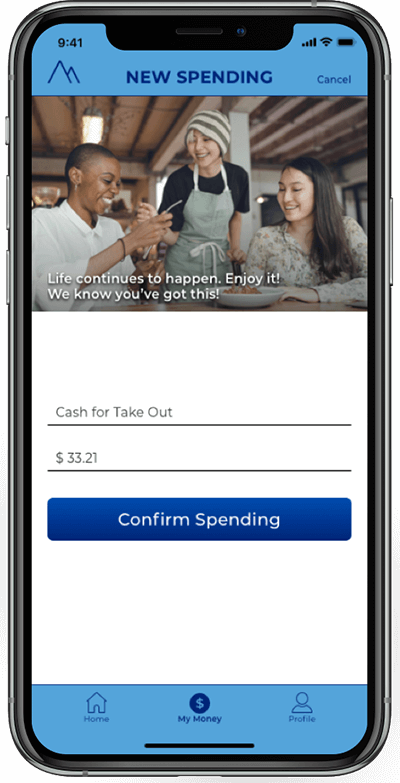 9:41
NEW SPENDING
Cancel
Life continues to happen. Enjoy it!
We know you've got this!
Cash for Take Out
$ 33.21
Confirm Spending
$
Home
My Money
Profile